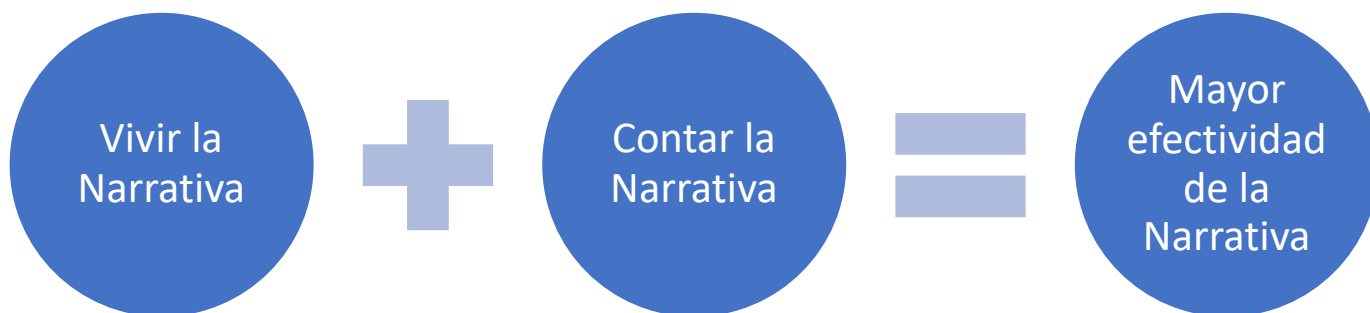 Vivir la
Narrativa
Contar la
Narrativa
Mayor
efectividad
de la
Narrativa